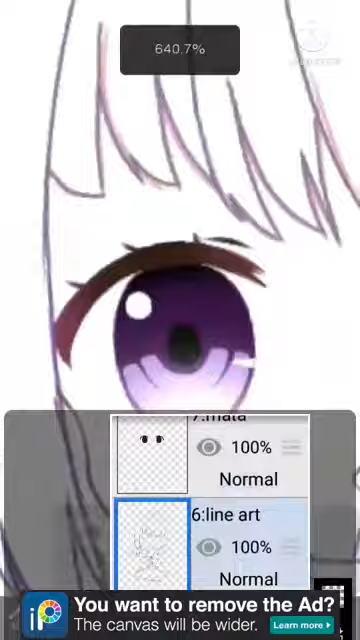 640.7%
7:mata
100%
Normal
6:line art
100%
Normal
You want to remove the Ad?
The canvas will be wider.
Learn more